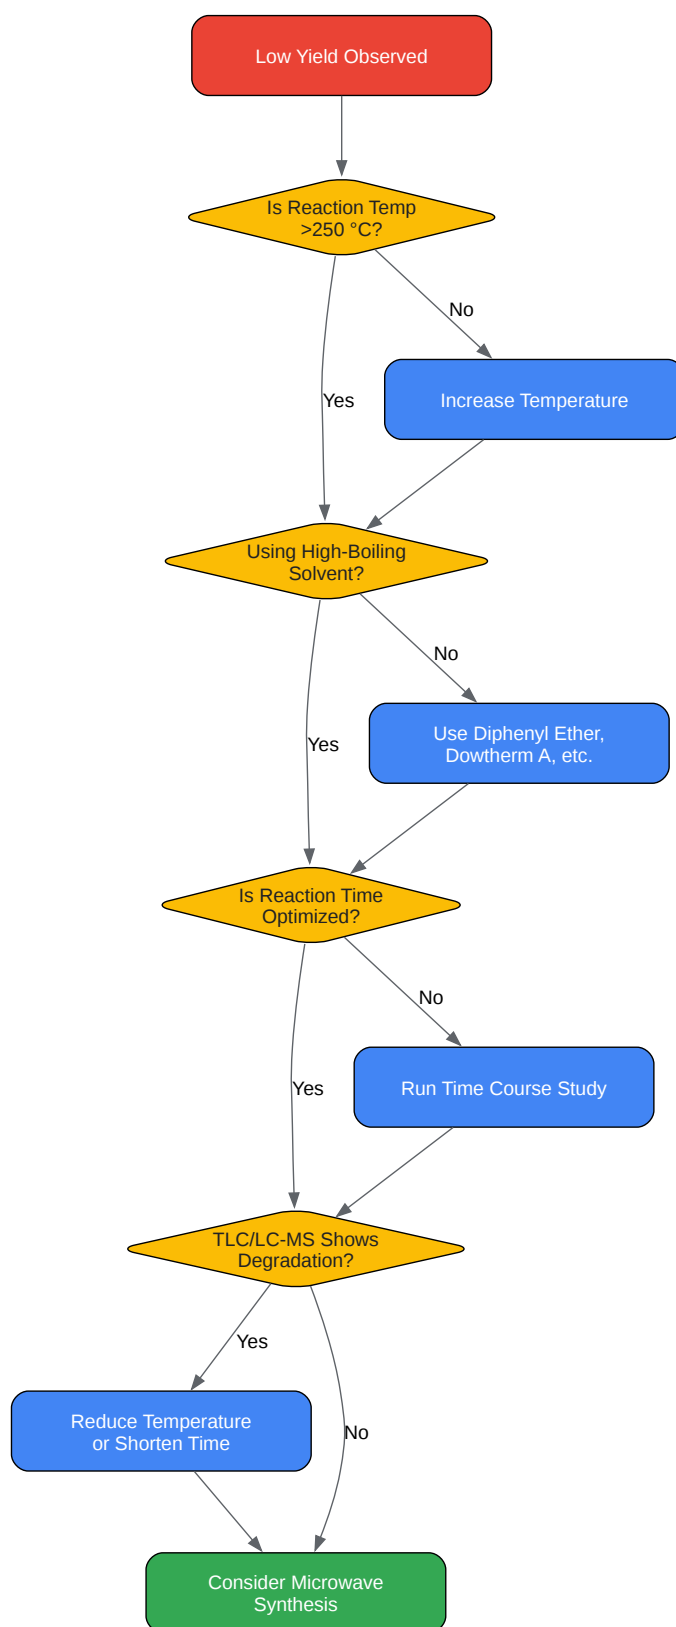 Low Yield Observed
Is Reaction Temp
>250 °C?
No
Yes
Increase Temperature
Using High-Boiling
Solvent?
No
Yes
Use Diphenyl Ether,
Dowtherm A, etc.
Is Reaction Time
Optimized?
No
Yes
Run Time Course Study
TLC/LC-MS Shows
Degradation?
Yes
No
Reduce Temperature
or Shorten Time
Consider Microwave
Synthesis